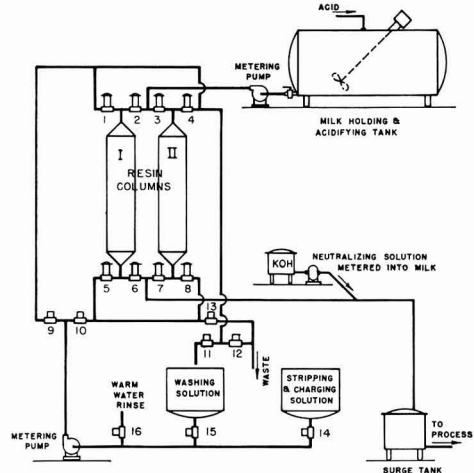 ACID
METERING
PUMP
MILK HOLDING &
ACIDIFYING TANK
1
2
3
4
I
II
RESIN
COLUMNS
5
6
7
8
KOH
NEUTRALIZING SOLUTION
METERED INTO MILK
9
10
13
11
12
WASTE
WARM
WATER
RINSE
WASHING
SOLUTION
STRIPPING
& CHARGING
SOLUTION
16
15
14
METERING
PUMP
TO
PROCESS
SURGE TANK